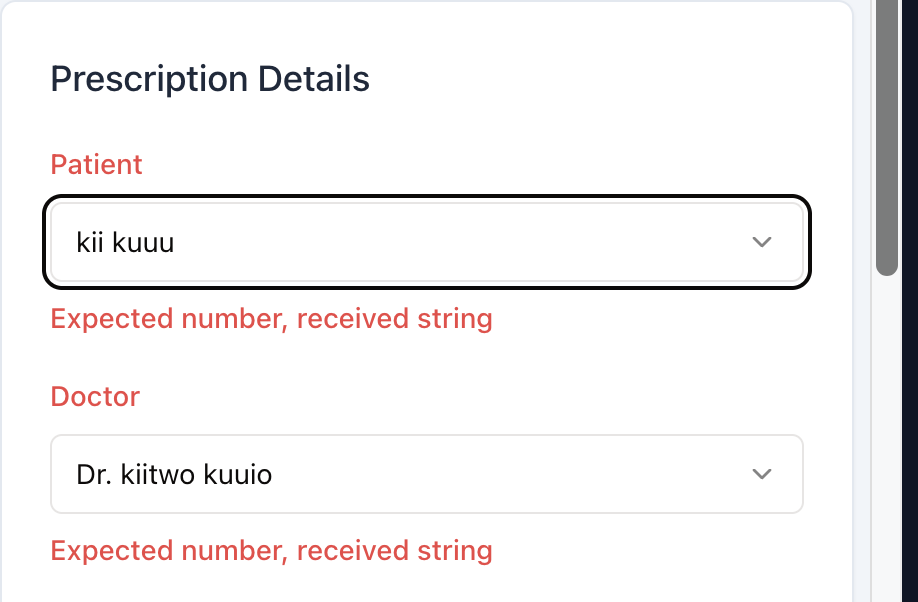 Prescription Details
Patient
kii kuuu
Expected number, received string
Doctor
Dr. kiitwo kuuio
Expected number, received string